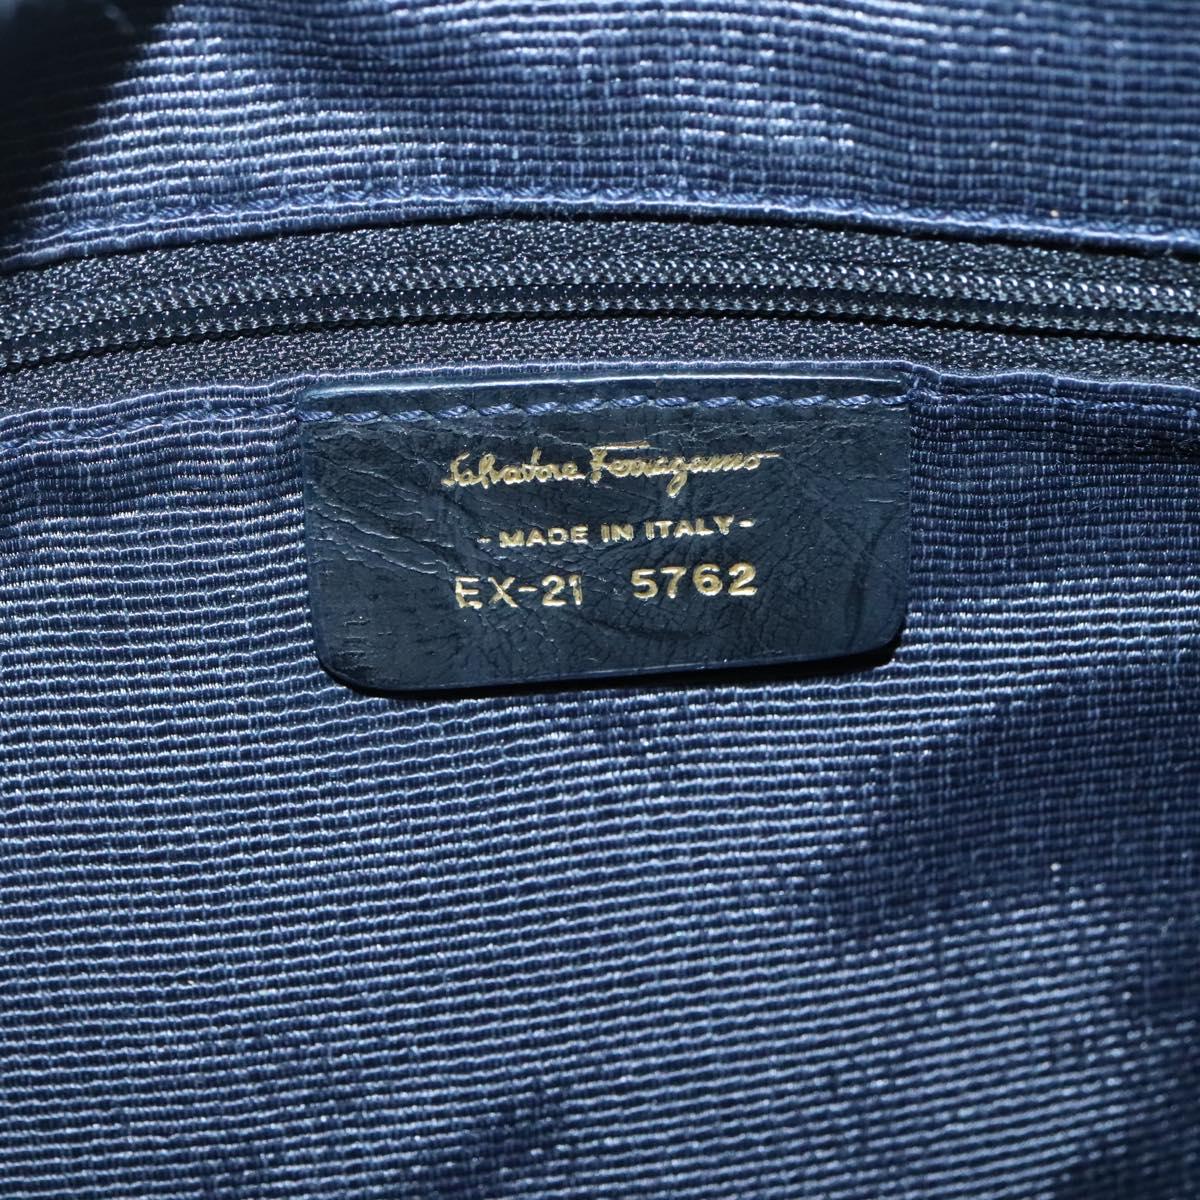 Salvatore Ferragamo
- MADE IN ITALY -
EX-21 5762